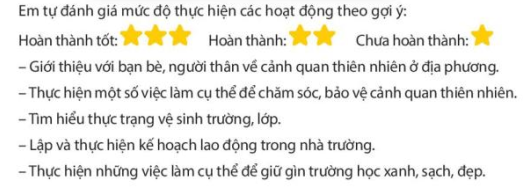 Em tự đánh giá mức độ thực hiện các hoạt động theo gợi ý:
Hoàn thành tốt: Hoàn thành: Chưa hoàn thành:
– Giới thiệu với bạn bè, người thân về cảnh quan thiên nhiên ở địa phương.
– Thực hiện một số việc làm cụ thể để chăm sóc, bảo vệ cảnh quan thiên nhiên.
– Tìm hiểu thực trạng vệ sinh trường, lớp.
– Lập và thực hiện kế hoạch lao động trong nhà trường.
– Thực hiện những việc làm cụ thể để giữ gìn trường học xanh, sạch, đẹp.